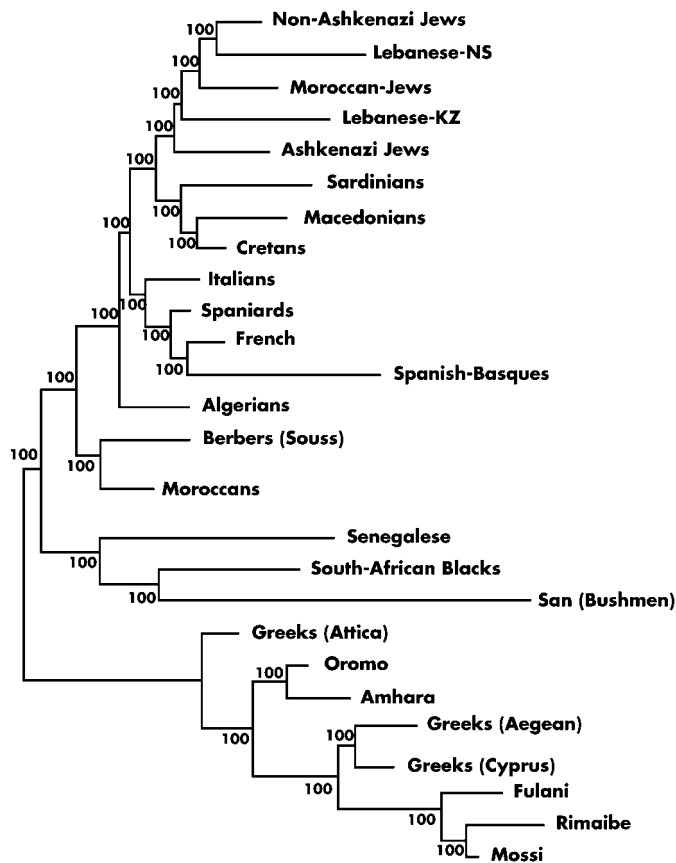 100 Non-Ashkenazi Jews
100 Lebanese-NS
100 Moroccan-Jews
100 Lebanese-KZ
100 Ashkenazi Jews
Sardinians
100 Macedonians
100 Cretans
100 Italians
100 Spaniards
100 French
100 Spanish-Basques
100 Algerians
100 Berbers (Souss)
100 Moroccans
100 Senegalese
100 South-African Blacks
100 San (Bushmen)
Greeks (Attica)
100 Oromo
Amhara
100 Greeks (Aegean)
100 Greeks (Cyprus)
100 Fulani
100 Rimaibe
100 Mossi